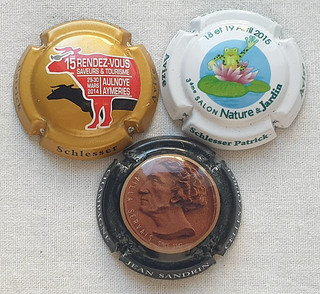 15 RENDEZ-VOUS
SAVEURS & TOURISME
29-30
MARS
2014
AULNOYE
AYMERIES
Schlesser
18 et 19 Avril 2015
3ème SALON Nature & Jardin
Schlesser Patrick
JEAN SANDRIN